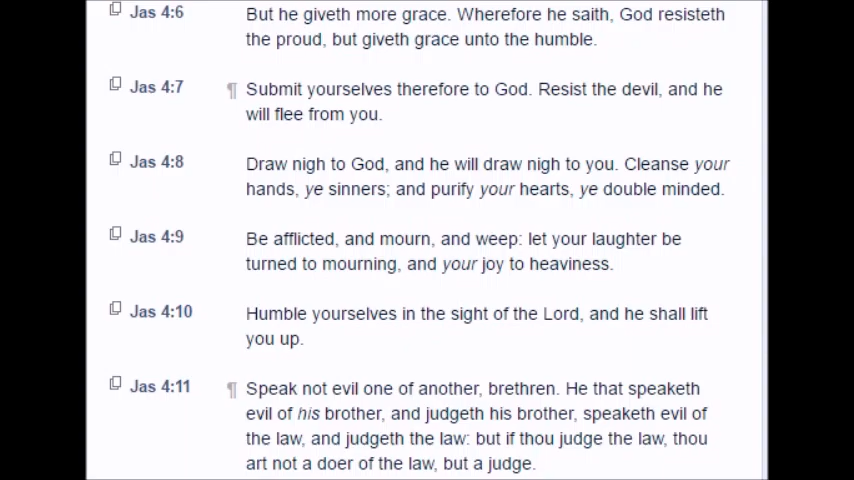 Jas 4:6 But he giveth more grace. Wherefore he saith, God resisteth
the proud, but giveth grace unto the humble.
Jas 4:7 ¶ Submit yourselves therefore to God. Resist the devil, and he
will flee from you.
Jas 4:8 Draw nigh to God, and he will draw nigh to you. Cleanse your
hands, ye sinners; and purify your hearts, ye double minded.
Jas 4:9 Be afflicted, and mourn, and weep: let your laughter be
turned to mourning, and your joy to heaviness.
Jas 4:10 Humble yourselves in the sight of the Lord, and he shall lift
you up.
Jas 4:11 ¶ Speak not evil one of another, brethren. He that speaketh
evil of his brother, and judgeth his brother, speaketh evil of
the law, and judgeth the law: but if thou judge the law, thou
art not a doer of the law, but a judge.